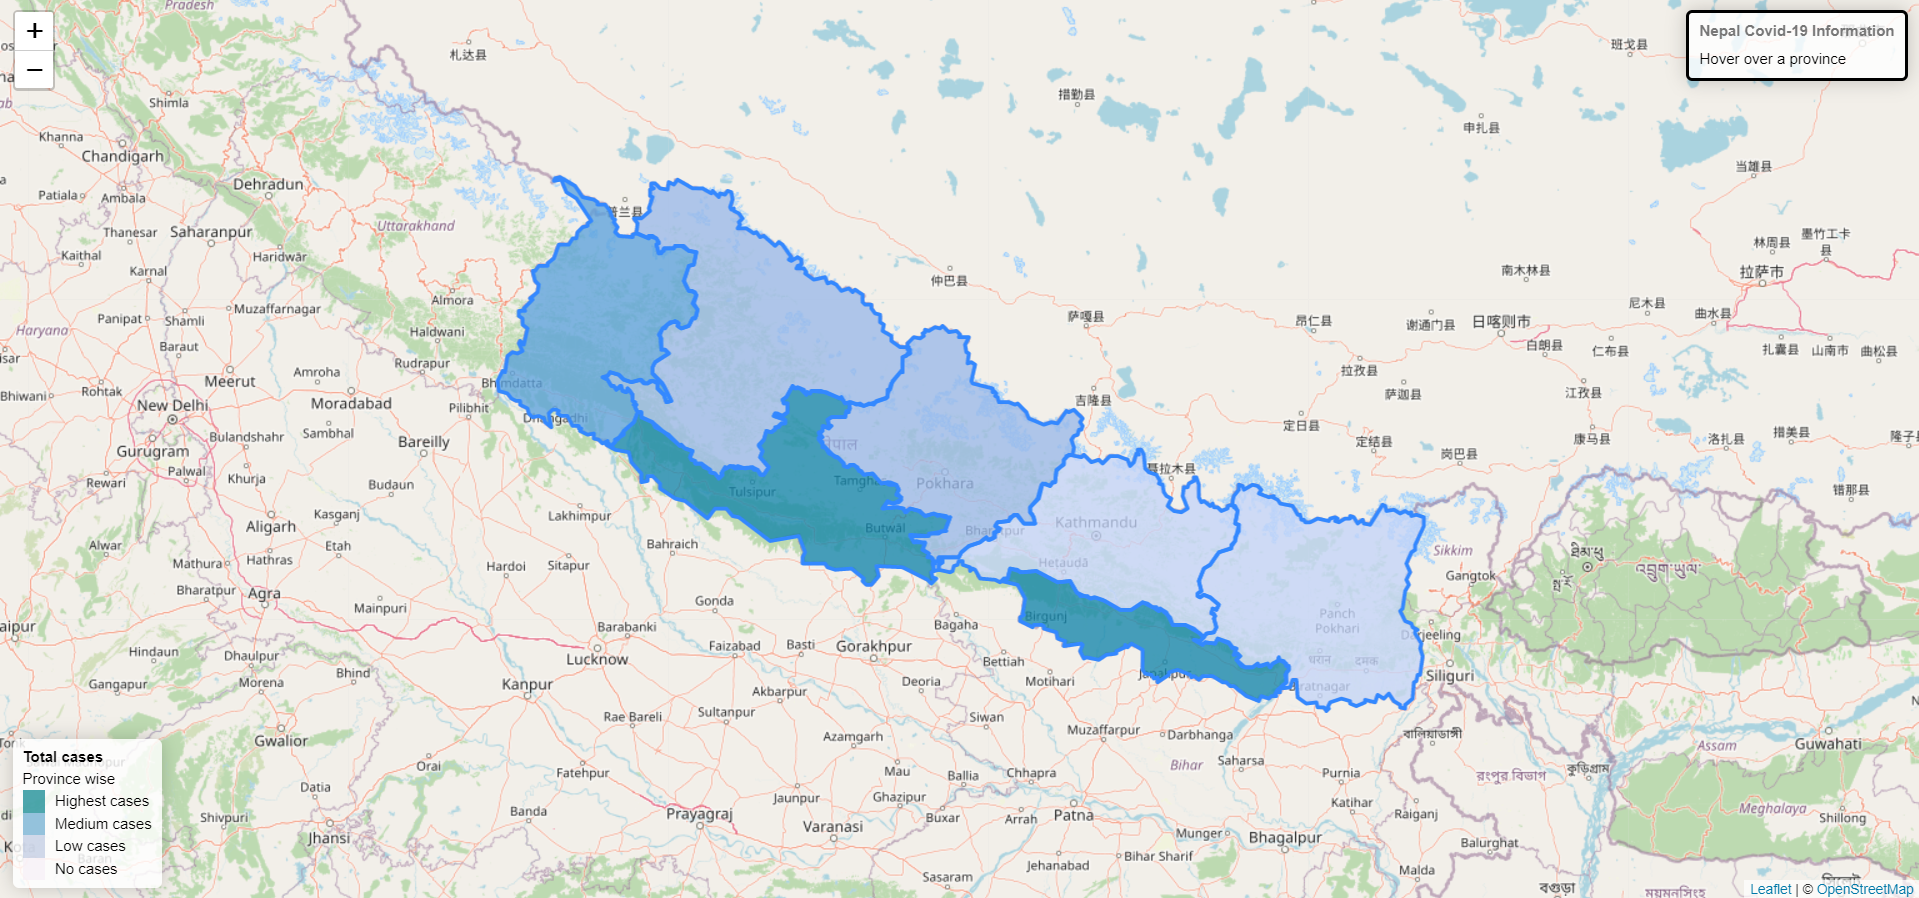 +
−
Nepal Covid-19 Information
Hover over a province
Pradesh
札达县
班戈县
措勤县
申扎县
当雄县
Shimla
Khanna
Chandigarh
Patiala
Ambala
Dehradun
Uttarakhand
普兰县
Thanesar
Saharanpur
Kaithal
Haridwār
Karnal
仲巴县
南木林县
林周县
墨竹工卡
县
拉萨市
Almora
Muzaffarnagar
Panipat
Shamli
Haryana
Haldwani
Baraut
Rudrapur
萨嘎县
昂仁县
谢通门县
日喀则市
尼木县
曲水县
白朗县
仁布县
扎囊县
山南市
曲松县
拉孜县
萨迦县
江孜县
Meerut
Amroha
Bhimdatta
Bhiwani
Rohtak
New Delhi
Moradabad
Pilibhit
Dhangadhi
吉隆县
定日县
定结县
康马县
洛扎县
措美县
Bulandshahr
Sambhal
Bareilly
नेपाल
Gurugram
Palwal
岗巴县
聂拉木县
错那县
Rewari
Khurja
Budaun
Tulsipur
Pokhara
Kasganj
Lakhimpur
Aligarh
Butwāl
Kathmandu
Alwar
Etah
Bahraich
Hathras
Mathura
Hardoi
Sitapur
Hetauḍā
Sikkim
Gangtok
Bharatpur
Agra
Mainpuri
Gonda
Birgunj
Panch
Pokhari
Darjeeling
Barabanki
Faizabad
Basti
Gorakhpur
Bagaha
Hindaun
Dhaulpur
Lucknow
Bettiah
धरान
दमक
Siliguri
Gangapur
Morena
Bhind
Kanpur
Akbarpur
Deoria
Motihari
Janakpur
Biratnagar
Rae Bareli
Sultanpur
Siwan
Muzaffarpur
Darbhanga
Gwalior
Azamgarh
Assam
Guwahati
Orai
Fatehpur
Mau
Ballia
Chhapra
Bihar
Saharsa
Purnia
রংপুর বিভাগ
কুড়িগ্রাম
Datia
Banda
Prayagraj
Jaunpur
Ghazipur
Buxar
Arrah
Patna
Katihar
Raiganj
Meghalaya
Shillong
Shivpuri
Jhansi
Varanasi
Munger
Bhagalpur
Balurghat
Jehanabad
Bihar Sharif
Malda
Sasaram
বগুড়া
ময়মনসিংহ
Total cases
Province wise
Highest cases
Medium cases
Low cases
No cases
Leaflet | © OpenStreetMap